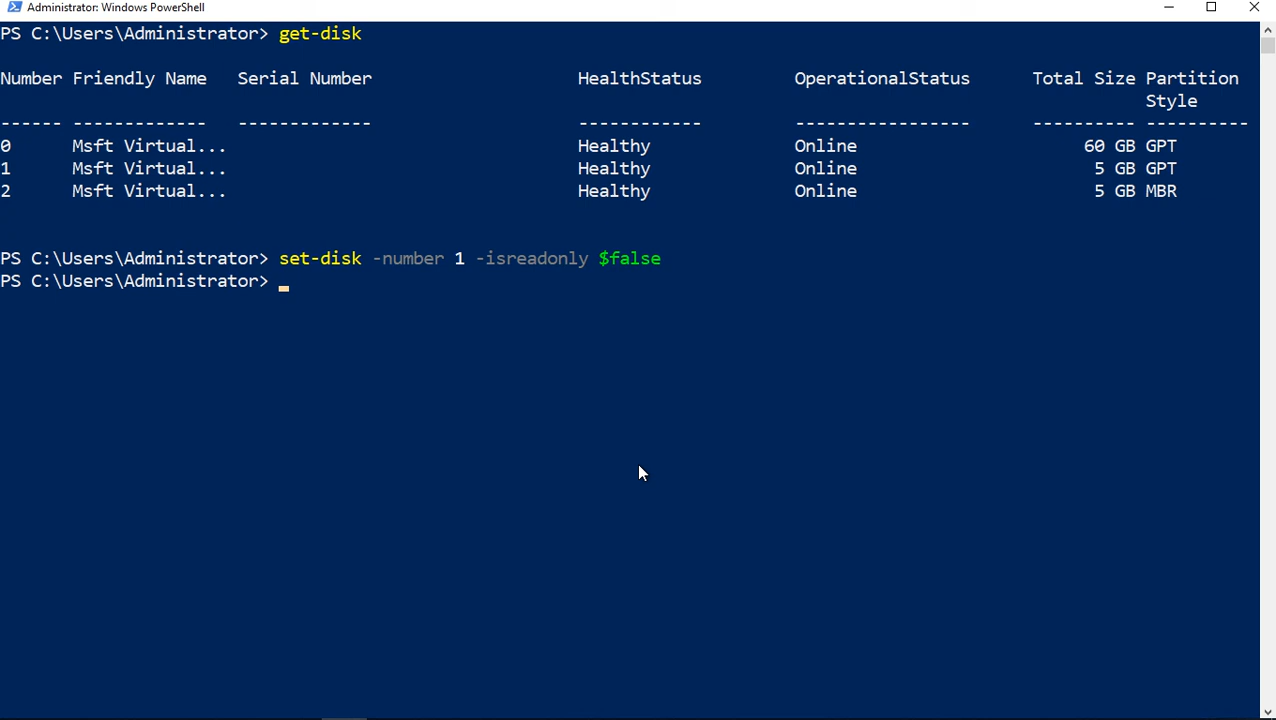 Administrator: Windows PowerShell
PS C:\Users\Administrator> get-disk
Number Friendly Name Serial Number HealthStatus OperationalStatus Total Size Partition
Style
------ ------------- ------------- ------------ ----------------- ---------- ----------
0 Msft Virtual... Healthy Online 60 GB GPT
1 Msft Virtual... Healthy Online 5 GB GPT
2 Msft Virtual... Healthy Online 5 GB MBR
PS C:\Users\Administrator> set-disk -number 1 -isreadonly $false
PS C:\Users\Administrator>